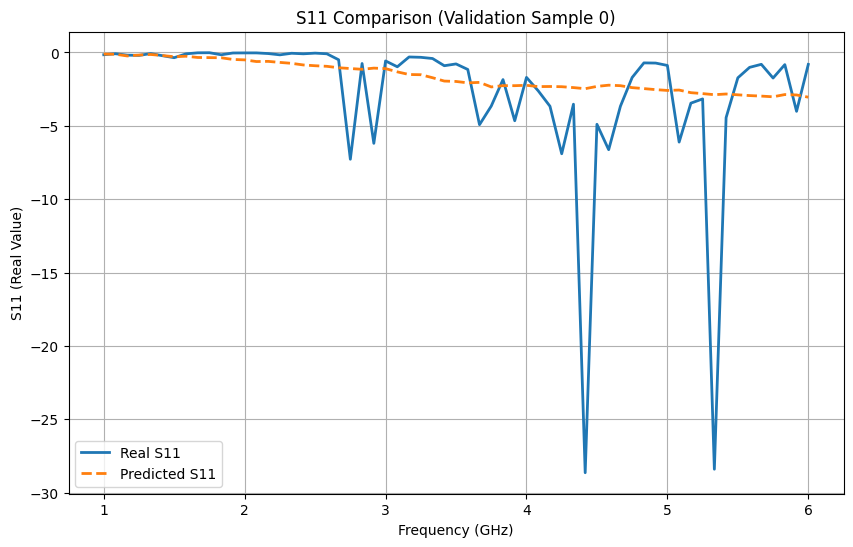 S11 Comparison (Validation Sample 0)
S11 (Real Value)
0
−5
−10
−15
−20
−25
−30
Real S11
Predicted S11
1
2
3
4
5
6
Frequency (GHz)